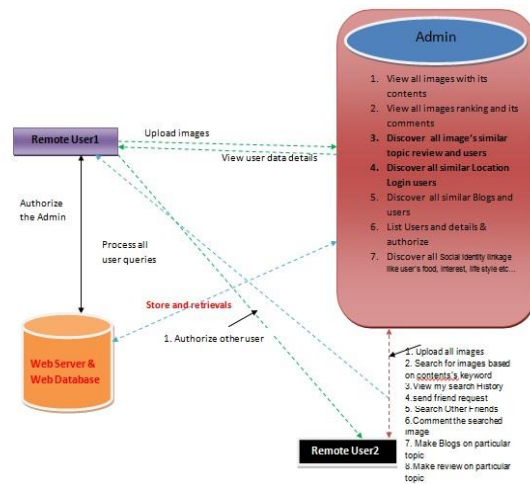 Admin
1. View all images with its
contents
2. View all images ranking and its
comments
3. Discover all image's similar
topic review and users
4. Discover all similar Location
Login users
5. Discover all similar Blogs and
users
6. List Users and details &
authorize
7. Discover all Social Identity linkage
like user's food, interest, life style etc...
Remote User1
Upload images
View user data details
Authorize
the Admin
Process all
user queries
Store and retrievals
1. Authorize other user
Web Server &
Web Database
1. Upload all images
2. Search for images based
on contents's keyword
3.View my search History
4.send friend request
5. Search Other Friends
6.Comment the searched
image
7. Make Blogs on particular
topic
8.Make review on particular
topic
Remote User2